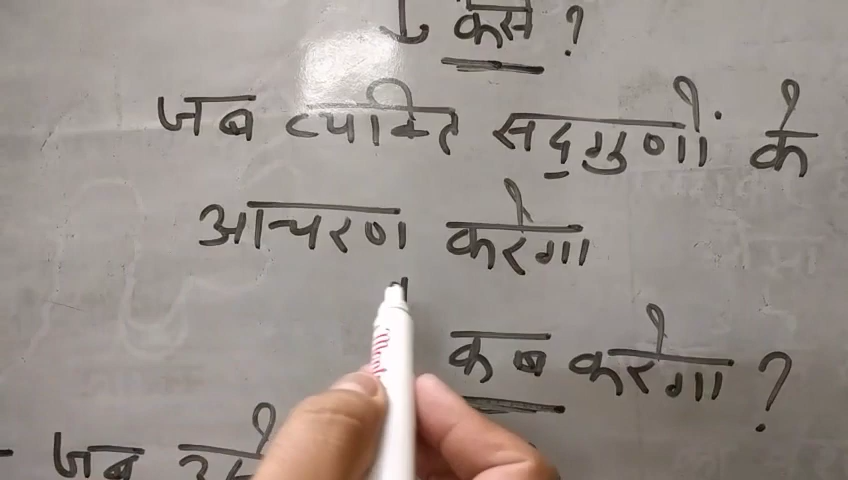 कैसे ?
जब व्यक्ति सद्गुणों के
आचरण करेगा
कब करेगा ?
- जब